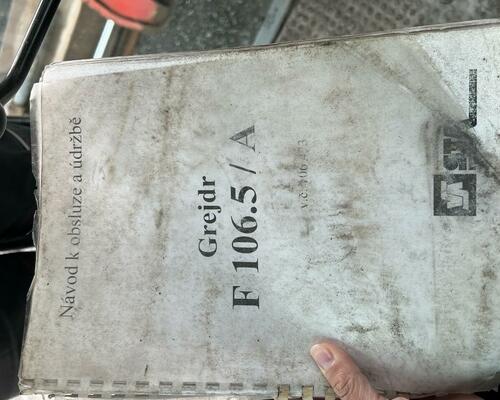 Návod k obsluze a údržbě
Grejdr
F 106.5 / A
v.č.